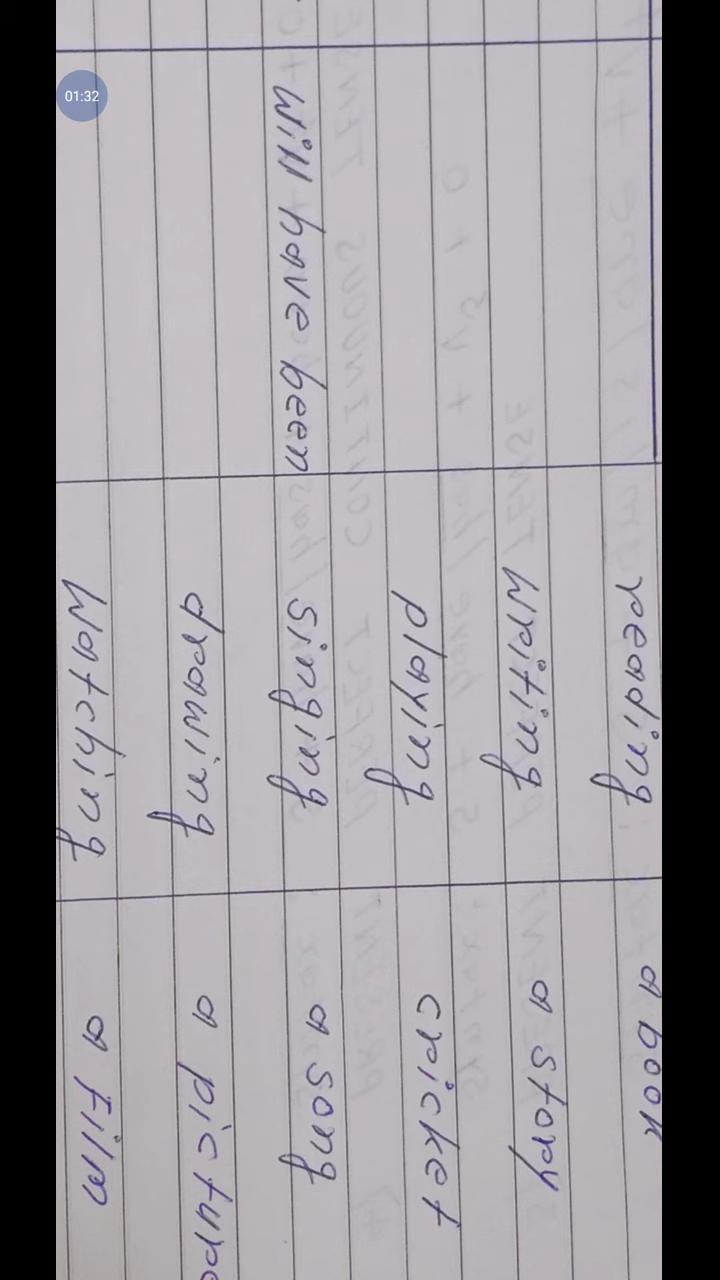 01:32
reading a book
writing a story
playing cricket
will have been singing a song
drawing a picture
watching a film